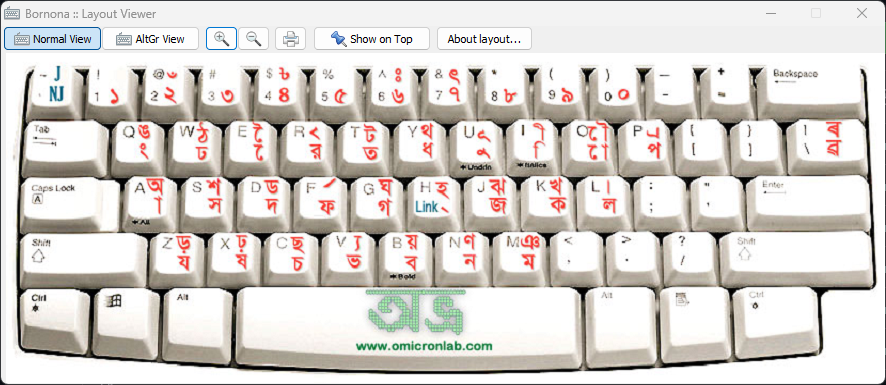 Bornona :: Layout Viewer
Normal View AltGr View Show on Top About layout...
~ J ! @ ৺ # $ ৳ % ^ ঃ & ৎ * ( ) _ + Backspace
` NJ 1 ১ 2 ২ 3 ৩ 4 ৪ 5 ৫ 6 ৬ 7 ৭ 8 ৮ 9 ৯ 0 ০ - =
Tab Q ঙ W ঠ E ৈ R T ট Y থ U ূ I ী O ৌ P { } |
ং ঢ ে র ত ধ ু ি ো প [ ] \
Undrln Italics
Caps Lock A আ S শ D ড F G ঘ H J ঝ K খ L : " Enter
A া স দ ফ গ Link ্ জ ক ল ; '
All
Shift Z ড় X ঢ় C ছ V B য় N ণ M ঞ < > ? Shift
য ষ চ ভ ব ন ম , . /
Bold
Ctrl Alt Alt Ctrl
অভ্র
www.omicronlab.com